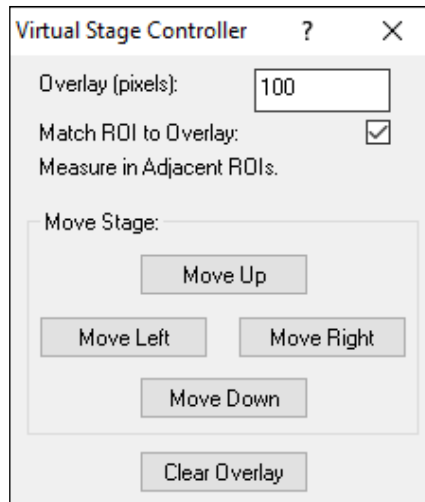 Virtual Stage Controller ?
Overlay (pixels): 100
Match ROI to Overlay:
Measure in Adjacent ROIs.
Move Stage:
Move Up
Move Left Move Right
Move Down
Clear Overlay